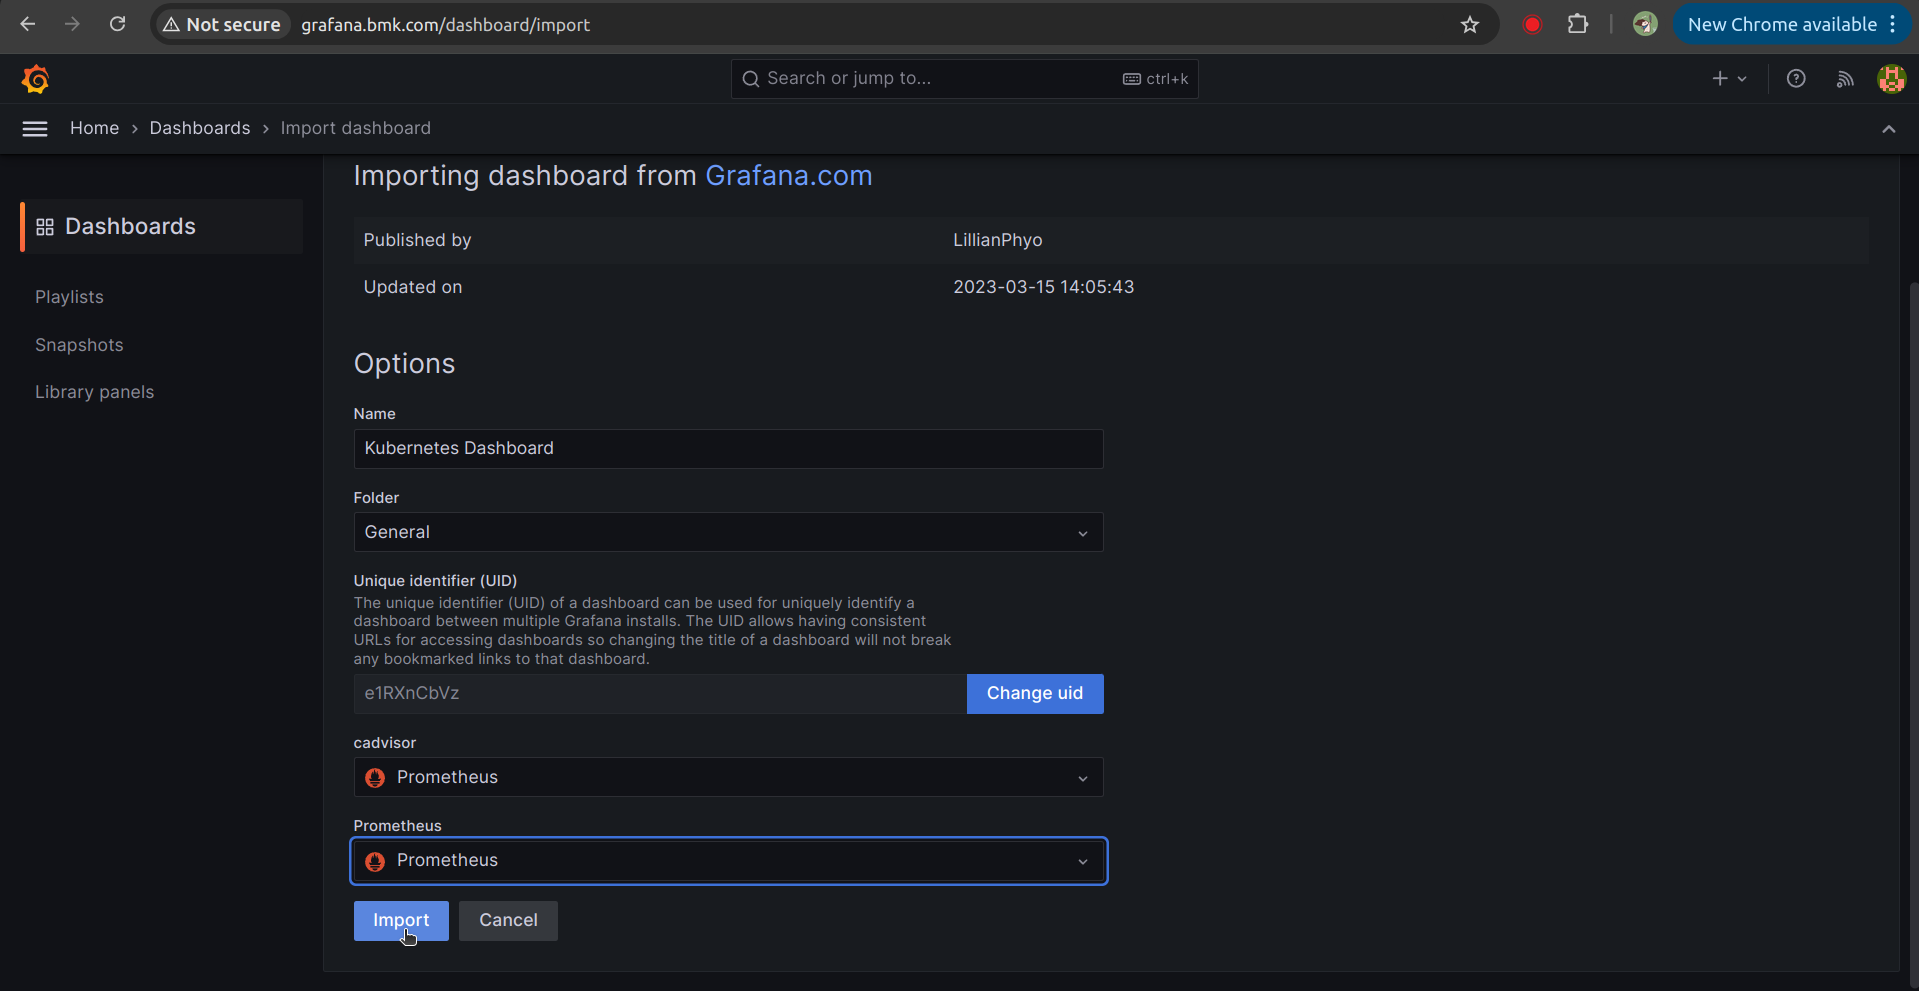 Not secure
grafana.bmk.com/dashboard/import
New Chrome available
Search or jump to...
ctrl+k
Home
Dashboards
Import dashboard
Importing dashboard from Grafana.com
Dashboards
Published by
LillianPhyo
Updated on
2023-03-15 14:05:43
Playlists
Snapshots
Library panels
Options
Name
Kubernetes Dashboard
Folder
General
Unique identifier (UID)
The unique identifier (UID) of a dashboard can be used for uniquely identify a
dashboard between multiple Grafana installs. The UID allows having consistent
URLs for accessing dashboards so changing the title of a dashboard will not break
any bookmarked links to that dashboard.
e1RXnCbVz
Change uid
cadvisor
Prometheus
Prometheus
Prometheus
Import
Cancel